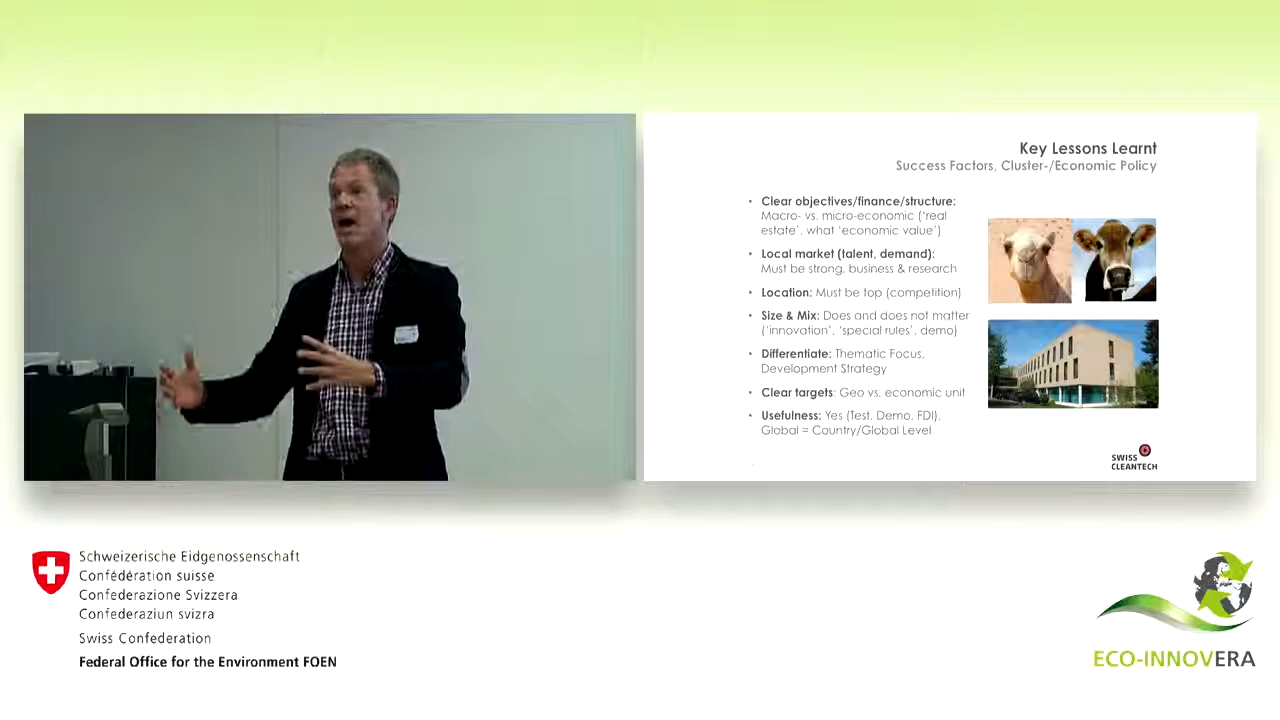 Key Lessons Learnt
Success Factors, Cluster-/Economic Policy
• Clear objectives/finance/structure:
Macro- vs. micro-economic ('real
estate', what 'economic value')
• Local market (talent, demand):
Must be strong, business & research
• Location: Must be top (competition)
• Size & Mix: Does and does not matter
('innovation', 'special rules', demo)
• Differentiate: Thematic Focus,
Development Strategy
• Clear targets: Geo vs. economic unit
• Usefulness: Yes (Test, Demo, FDI),
Global = Country/Global Level
SWISS
CLEANTECH
Schweizerische Eidgenossenschaft
Confédération suisse
Confederazione Svizzera
Confederaziun svizra
Swiss Confederation
Federal Office for the Environment FOEN
ECO-INNOVERA